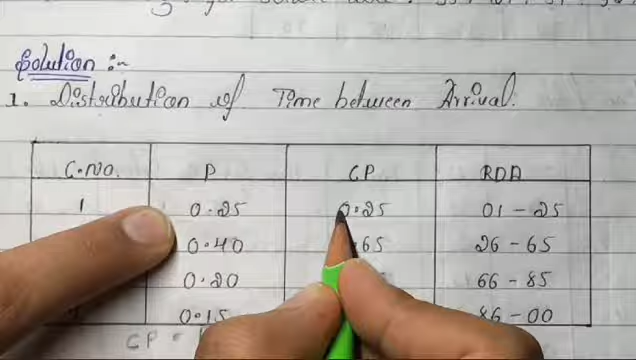 Solution :-
1. Distribution of Time between Arrival.
C.No. P CP RDA
1 0.25 0.25 01 - 25
0.40 .65 26 - 65
0.20 66 - 85
0.15 86 - 00
CP =